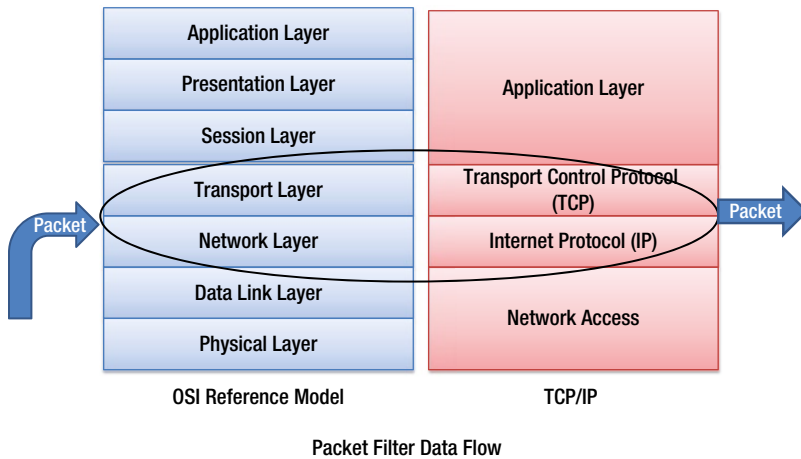 Application Layer
Presentation Layer
Session Layer
Transport Layer
Network Layer
Data Link Layer
Physical Layer
Application Layer
Transport Control Protocol
(TCP)
Internet Protocol (IP)
Network Access
Packet
Packet
OSI Reference Model
TCP/IP
Packet Filter Data Flow